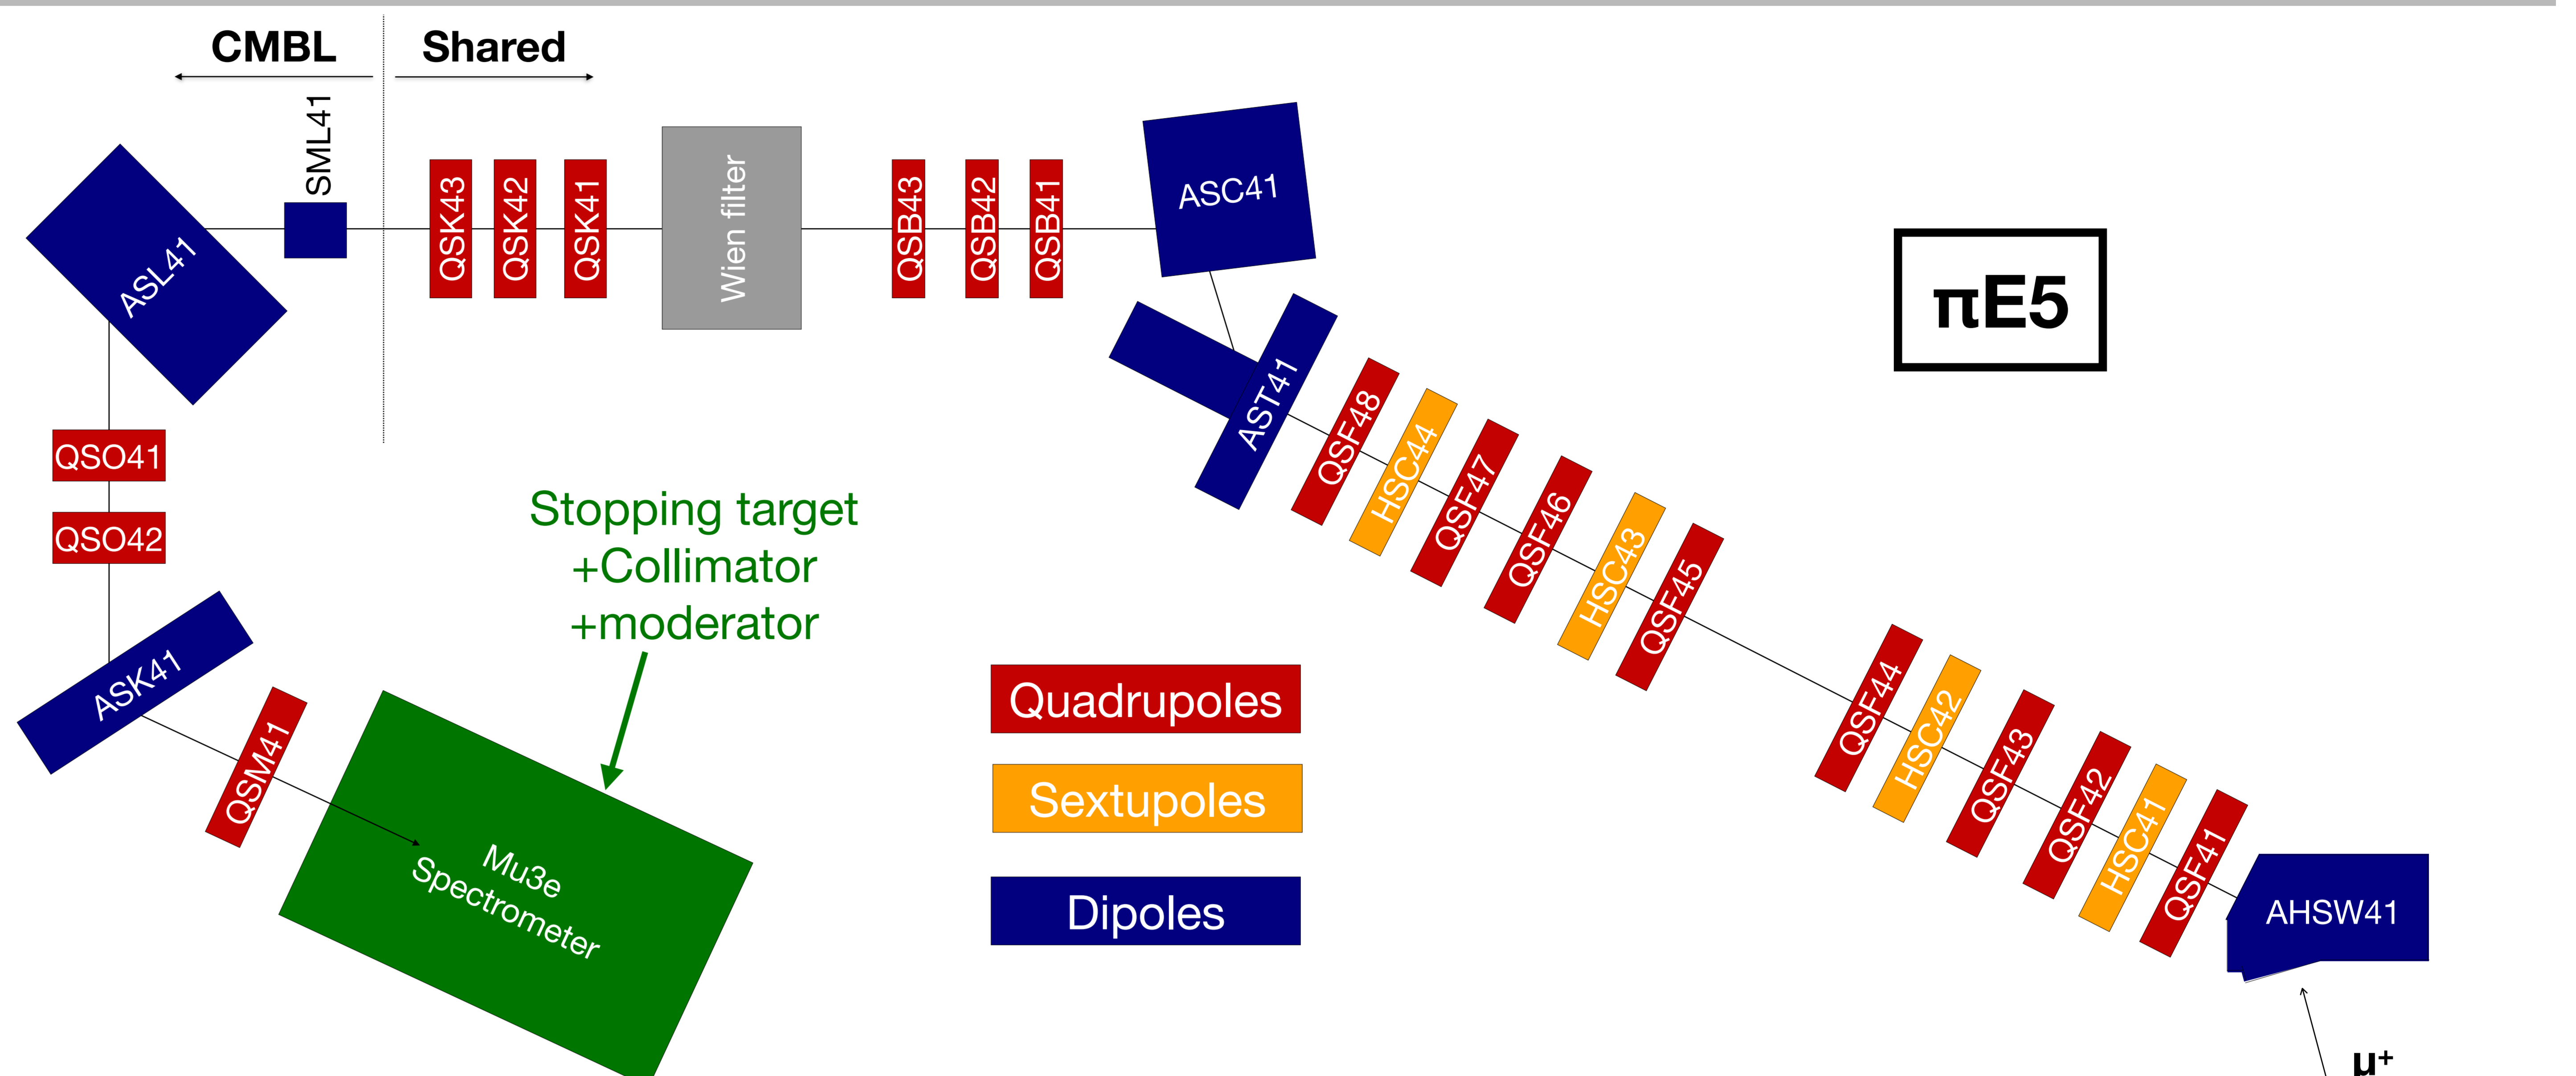 CMBL
Shared
SML41
ASL41
QSK43
QSK42
QSK41
Wien filter
QSB43
QSB42
QSB41
ASC41
πE5
AST41
QSF48
HSC44
QSF47
QSF46
HSC43
QSF45
QSF44
HSC42
QSF43
QSF42
HSC41
QSF41
AHSW41
μ+
QSO41
QSO42
ASK41
QSM41
Stopping target
+Collimator
+moderator
Mu3e
Spectrometer
Quadrupoles
Sextupoles
Dipoles